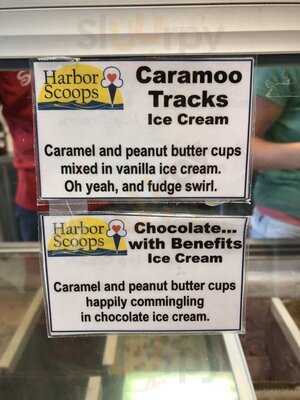 Harbor
Scoops
Caramoo
Tracks
Ice Cream
Caramel and peanut butter cups
mixed in vanilla ice cream.
Oh yeah, and fudge swirl.
Harbor
Scoops
Chocolate...
with Benefits
Ice Cream
Caramel and peanut butter cups
happily commingling
in chocolate ice cream.